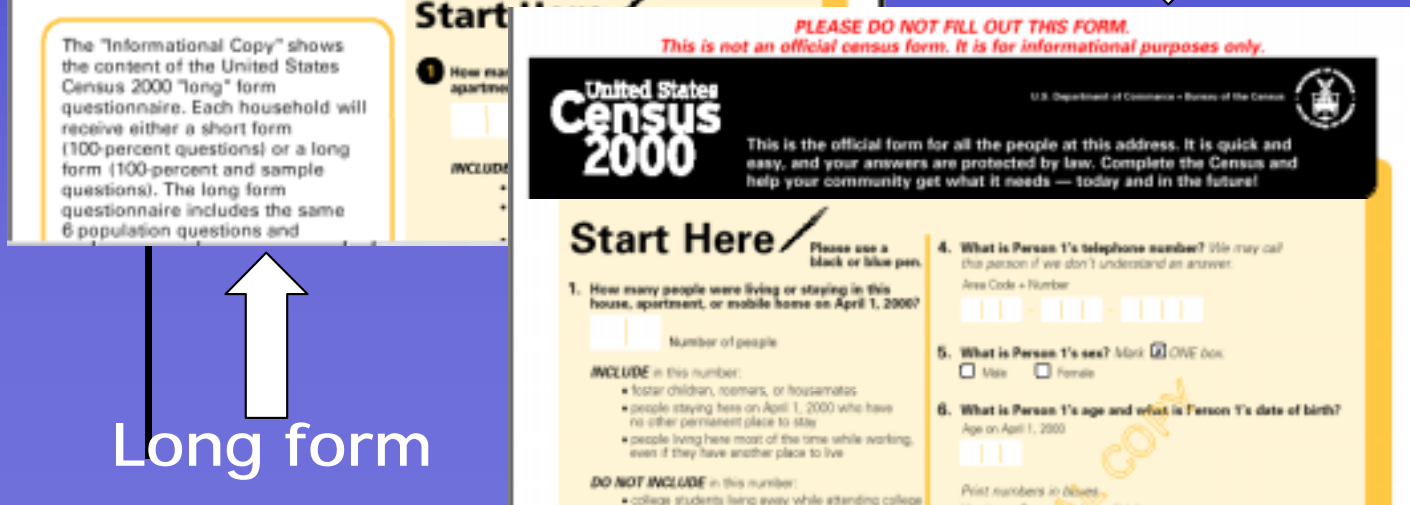 Start Here
The "Informational Copy" shows
the content of the United States
Census 2000 "long" form
questionnaire. Each household will
receive either a short form
(100-percent questions) or a long
form (100-percent and sample
questions). The long form
questionnaire includes the same
6 population questions and
1
How
INCLUDE
Long form
PLEASE DO NOT FILL OUT THIS FORM.
This is not an official census form. It is for informational purposes only.
United States
Census
2000
U.S. Department of Commerce • Bureau of the Census
This is the official form for all the people at this address. It is quick and
easy, and your answers are protected by law. Complete the Census and
help your community get what it needs — today and in the future!
Start Here
Please use a
black or blue pen.
1. How many people were living or staying in this
house, apartment, or mobile home on April 1, 2000?
Number of people
INCLUDE in this number:
• foster children, roomers, or housemates
• people staying here on April 1, 2000 who have
no other permanent place to stay
• people living here most of the time while working,
even if they have another place to live
DO NOT INCLUDE in this number:
• college students living away while attending college
4. What is Person 1's telephone number? We may call
this person if we don't understand an answer.
Area Code + Number
5. What is Person 1's sex? Mark ☒ ONE box.
Male Female
6. What is Person 1's age and what is Person 1's date of birth?
Age on April 1, 2000
Print numbers in boxes.
COPY